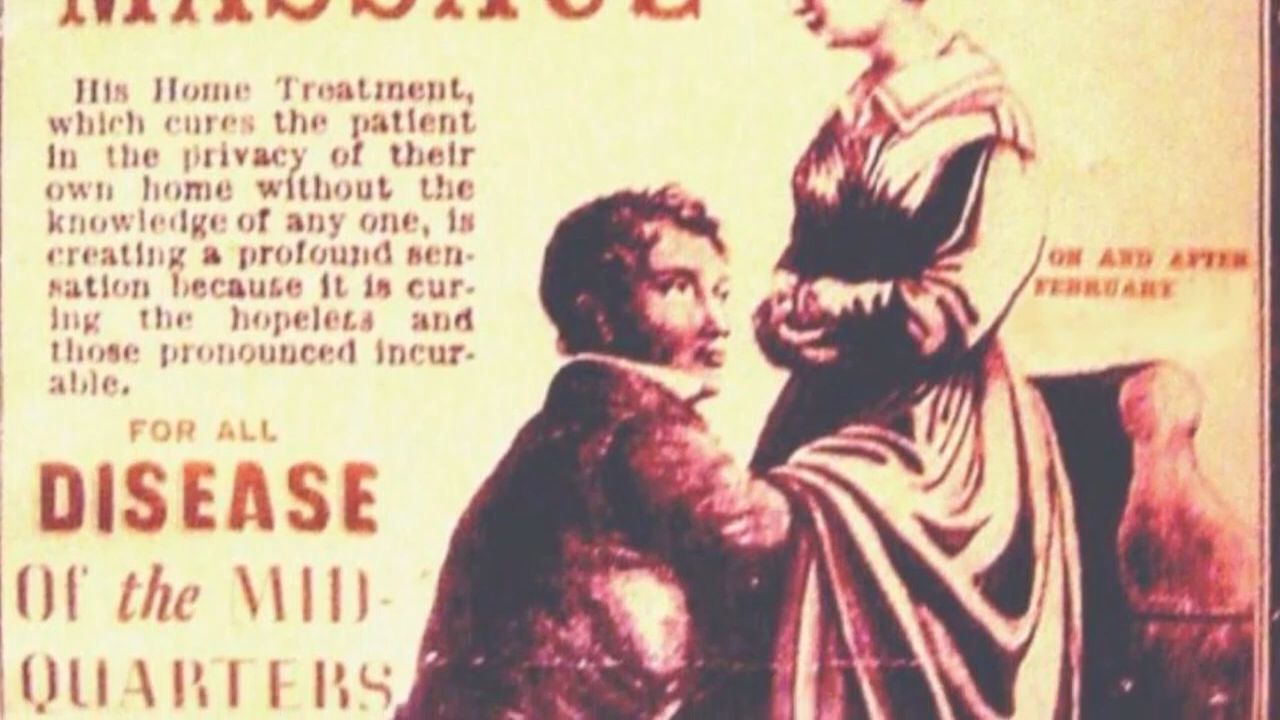 MASSAGE
His Home Treatment,
which cures the patient
in the privacy of their
own home without the
knowledge of any one, is
creating a profound sen-
sation because it is cur-
ing the hopeless and
those pronounced incur-
able.
FOR ALL
DISEASE
Of the MID-
QUARTERS
ON AND AFTER
FEBRUARY